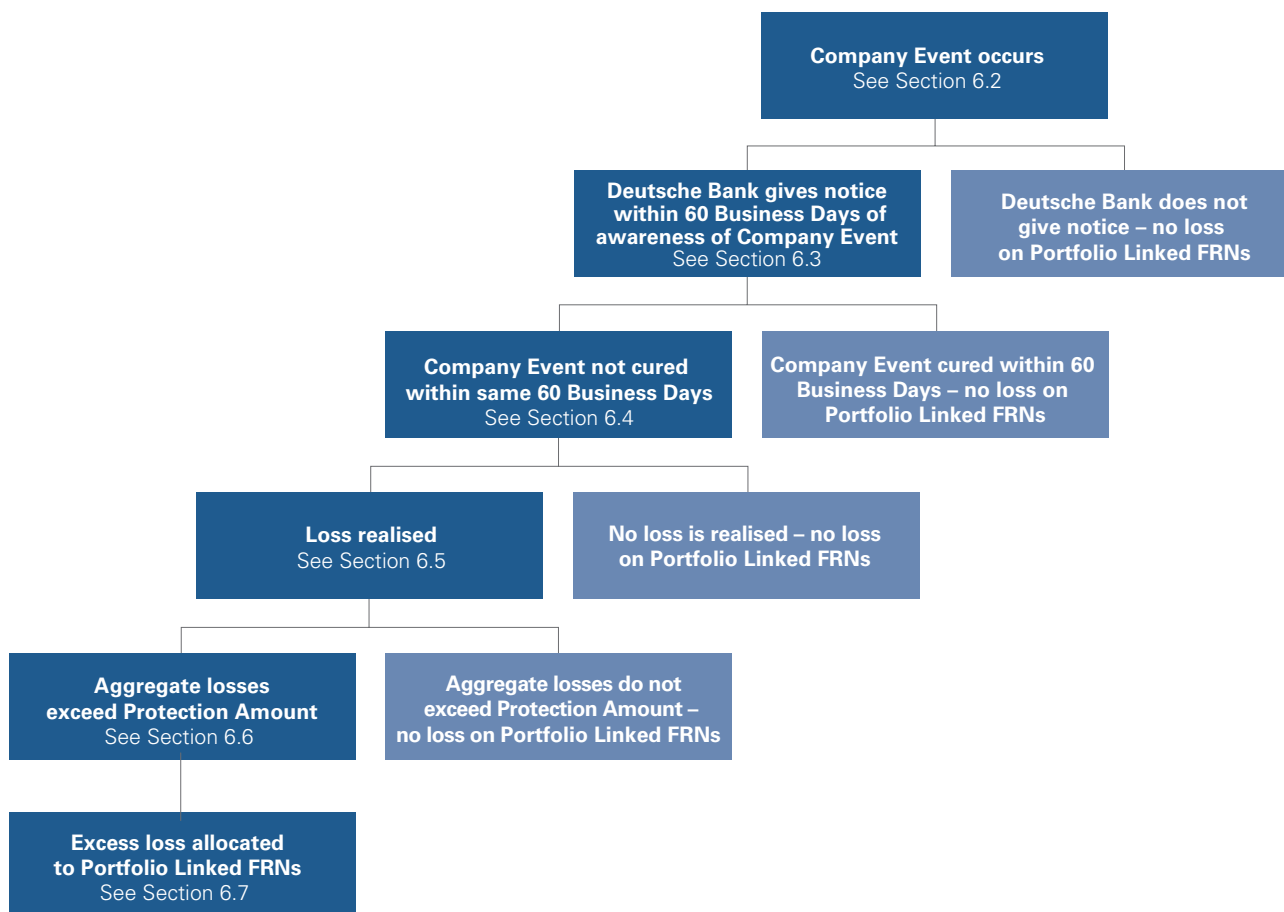 Company Event occurs
See Section 6.2
Deutsche Bank gives notice
within 60 Business Days of
awareness of Company Event
See Section 6.3
Deutsche Bank does not
give notice – no loss
on Portfolio Linked FRNs
Company Event not cured
within same 60 Business Days
See Section 6.4
Company Event cured within 60
Business Days – no loss on
Portfolio Linked FRNs
Loss realised
See Section 6.5
No loss is realised – no loss
on Portfolio Linked FRNs
Aggregate losses
exceed Protection Amount
See Section 6.6
Aggregate losses do not
exceed Protection Amount –
no loss on Portfolio Linked FRNs
Excess loss allocated
to Portfolio Linked FRNs
See Section 6.7